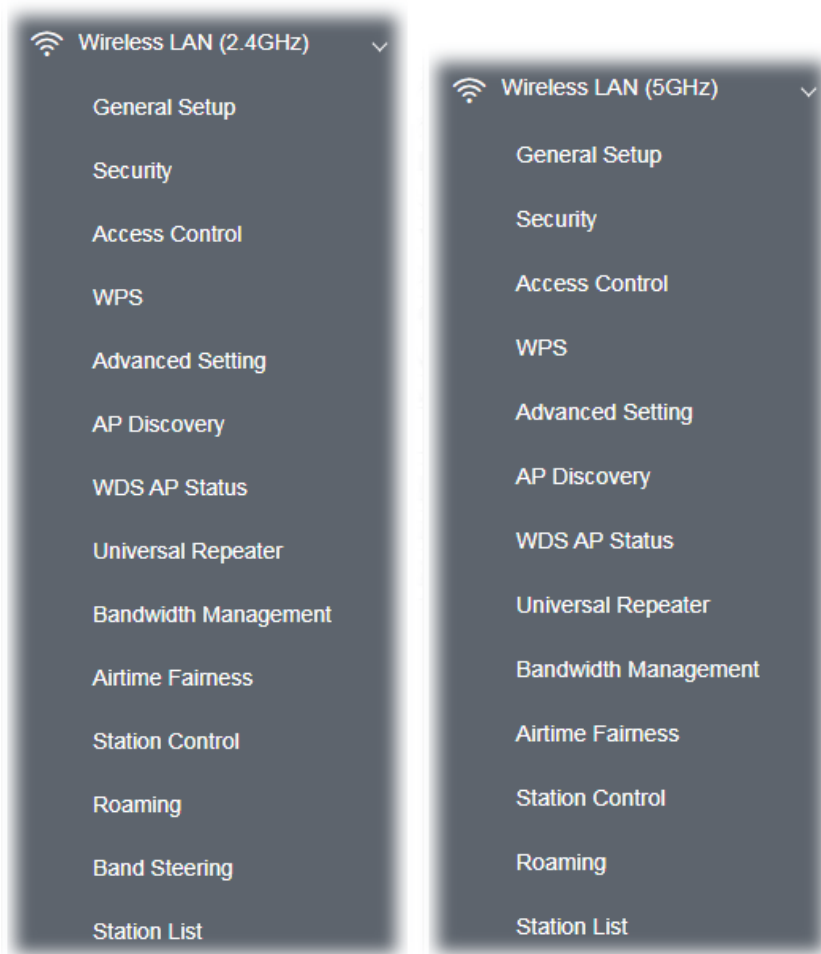 Wireless LAN (2.4GHz)
General Setup
Security
Access Control
WPS
Advanced Setting
AP Discovery
WDS AP Status
Universal Repeater
Bandwidth Management
Airtime Fairness
Station Control
Roaming
Band Steering
Station List
Wireless LAN (5GHz)
General Setup
Security
Access Control
WPS
Advanced Setting
AP Discovery
WDS AP Status
Universal Repeater
Bandwidth Management
Airtime Fairness
Station Control
Roaming
Station List